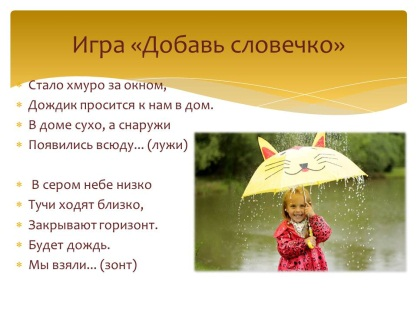 Игра «Добавь словечко»
Стало хмуро за окном,
Дождик просится к нам в дом.
В доме сухо, а снаружи
Появились всюду... (лужи)
В сером небе низко
Тучи ходят близко,
Закрывают горизонт.
Будет дождь.
Мы взяли... (зонт)